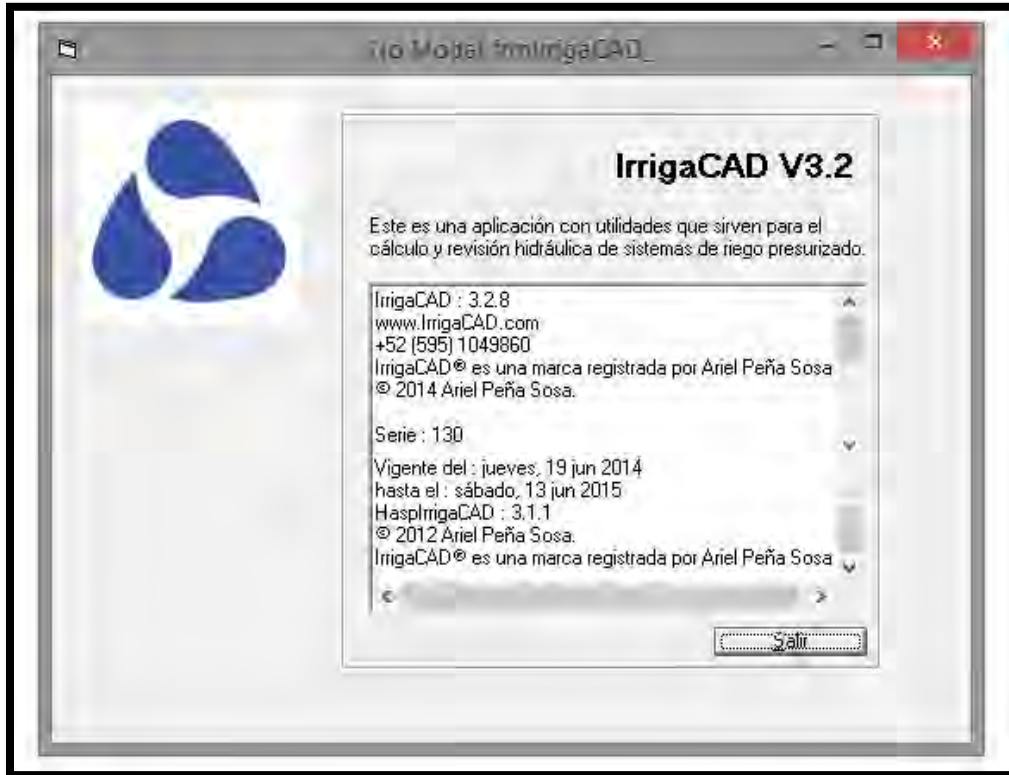 No Modal frmIrrigaCAD
IrrigaCAD V3.2
Este es una aplicación con utilidades que sirven para el
cálculo y revisión hidráulica de sistemas de riego presurizado.
IrrigaCAD : 3.2.8
www.IrrigaCAD.com
+52 (595) 1049860
IrrigaCAD® es una marca registrada por Ariel Peña Sosa
© 2014 Ariel Peña Sosa.
Serie : 130
Vigente del : jueves, 19 jun 2014
hasta el : sábado, 13 jun 2015
HaspIrrigaCAD : 3.1.1
© 2012 Ariel Peña Sosa.
IrrigaCAD® es una marca registrada por Ariel Peña Sosa
Salir